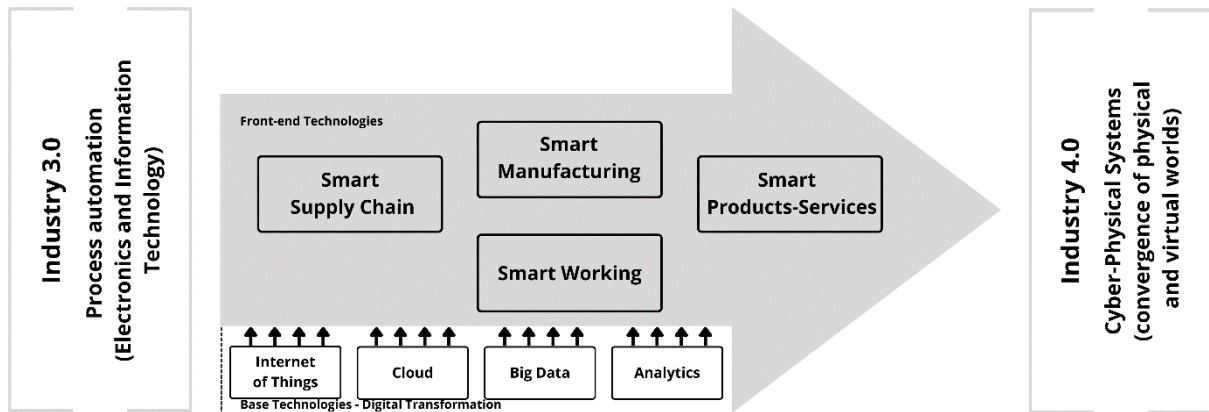 Industry 3.0
Process automation
(Electronics and Information
Technology)
Front-end Technologies
Smart
Supply Chain
Smart
Manufacturing
Smart Working
Smart
Products-Services
Internet
of Things
Cloud
Big Data
Analytics
Base Technologies - Digital Transformation
Industry 4.0
Cyber-Physical Systems
(convergence of physical
and virtual worlds)